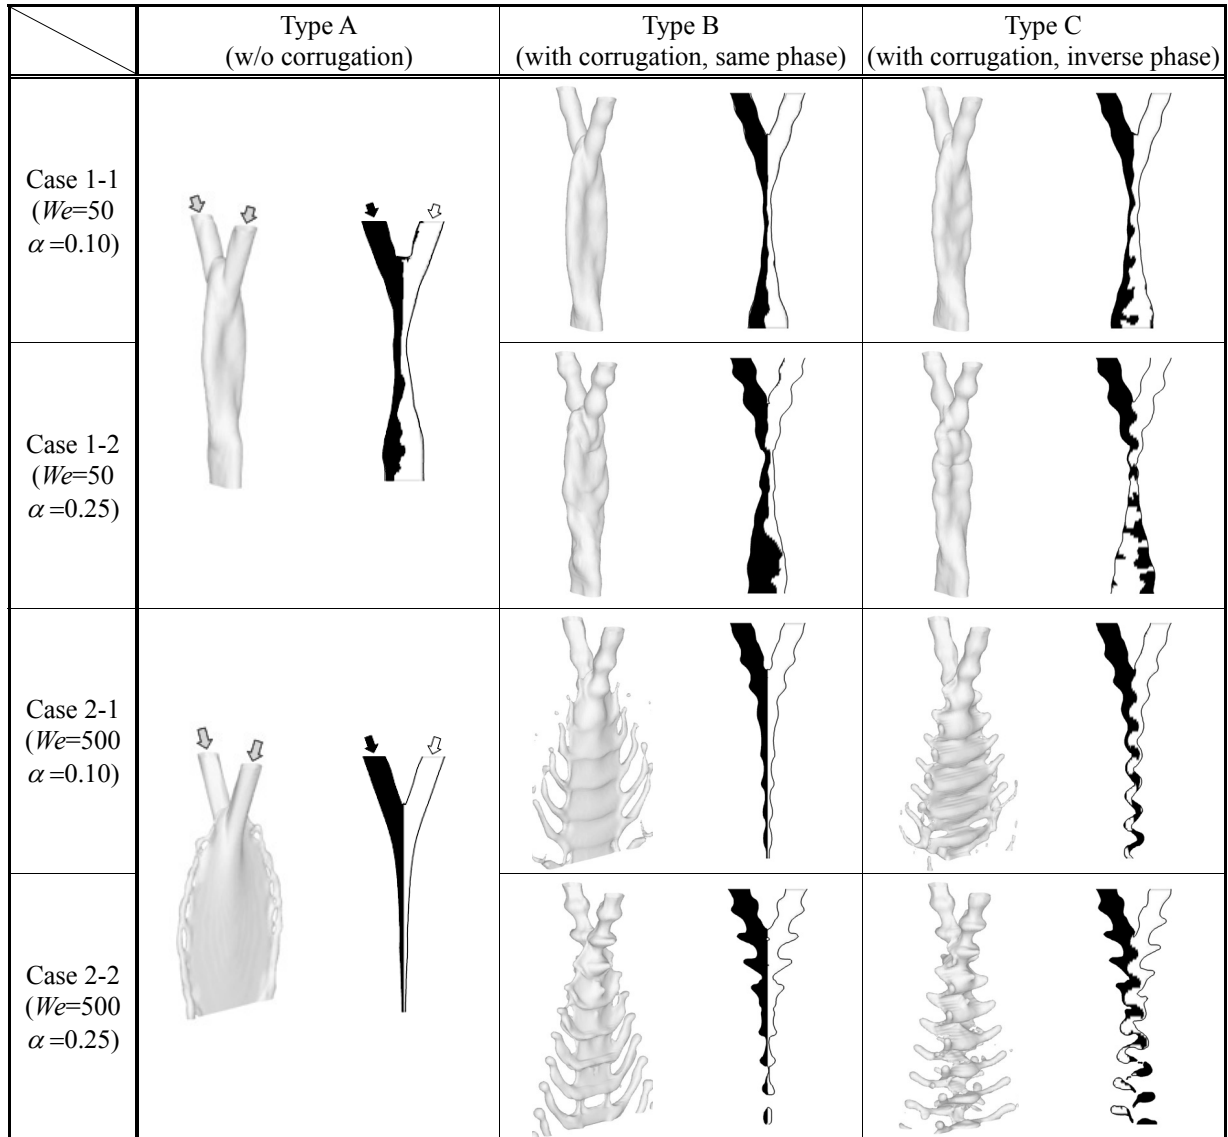 Type A
(w/o corrugation)
Type B
(with corrugation, same phase)
Type C
(with corrugation, inverse phase)
Case 1-1
(We=50
α=0.10)
Case 1-2
(We=50
α=0.25)
Case 2-1
(We=500
α=0.10)
Case 2-2
(We=500
α=0.25)